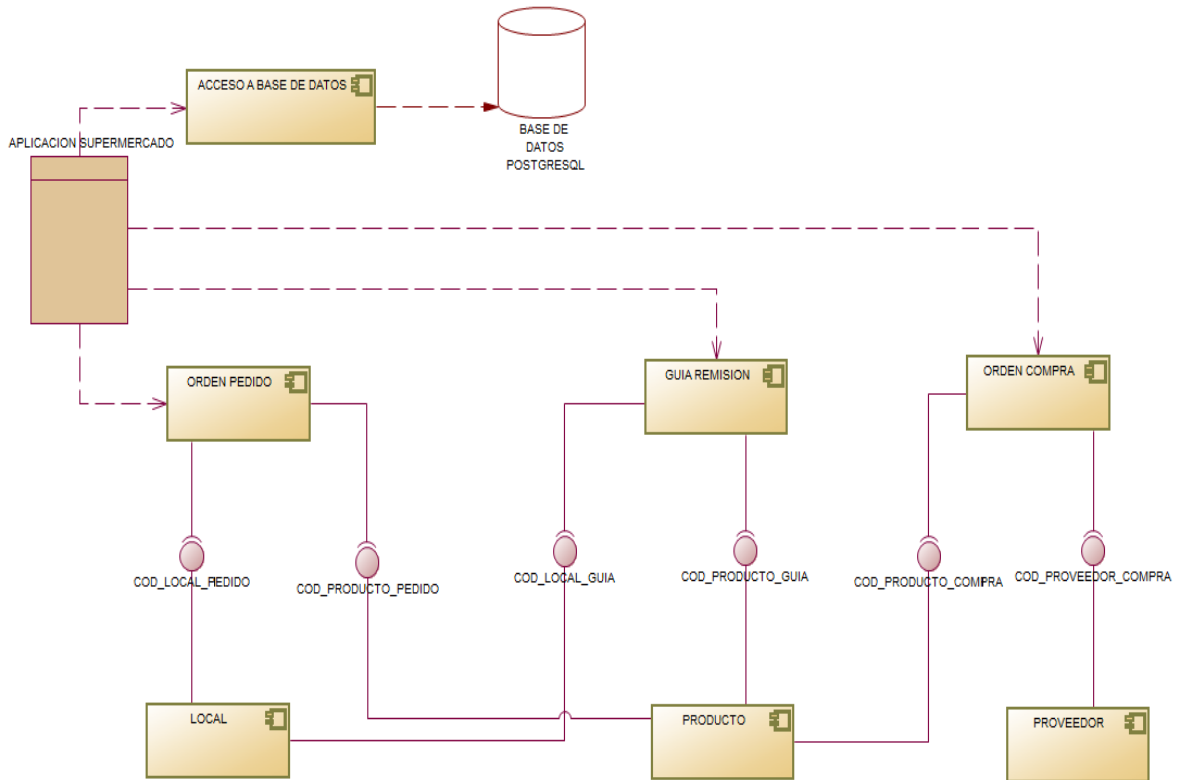 ACCESO A BASE DE DATOS
BASE DE
DATOS
POSTGRESQL
APLICACION SUPERMERCADO
ORDEN PEDIDO
GUIA REMISION
ORDEN COMPRA
COD_LOCAL_PIEDIDO
COD_PRODUCTO_PEDIDO
COD_LOCAL_GUIA
COD_PRODUCTO_GUIA
COD_PRODUCTO_COMPRA
COD_PROVEEDOR_COMPRA
LOCAL
PRODUCTO
PROVEEDOR